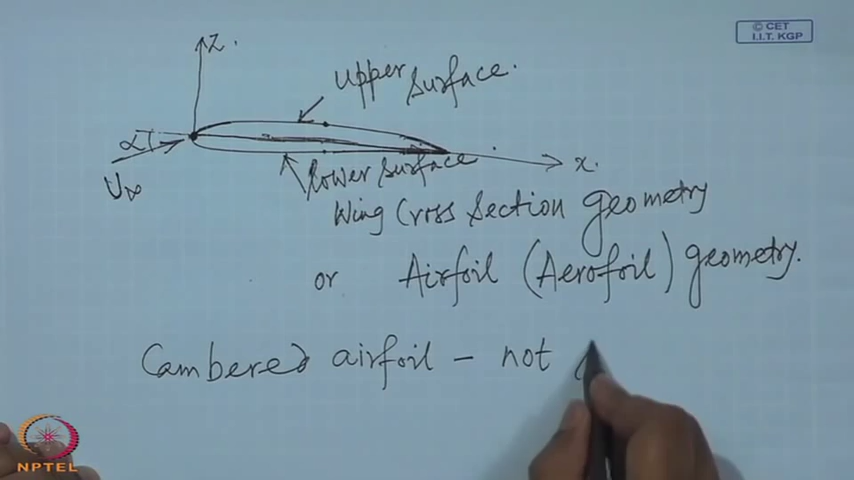 © CET
I.I.T. KGP
Z
Upper Surface.
α
U∞
lower surface
x.
Wing Cross Section geometry
or Airfoil (Aerofoil) geometry.
Cambered airfoil - not
NPTEL